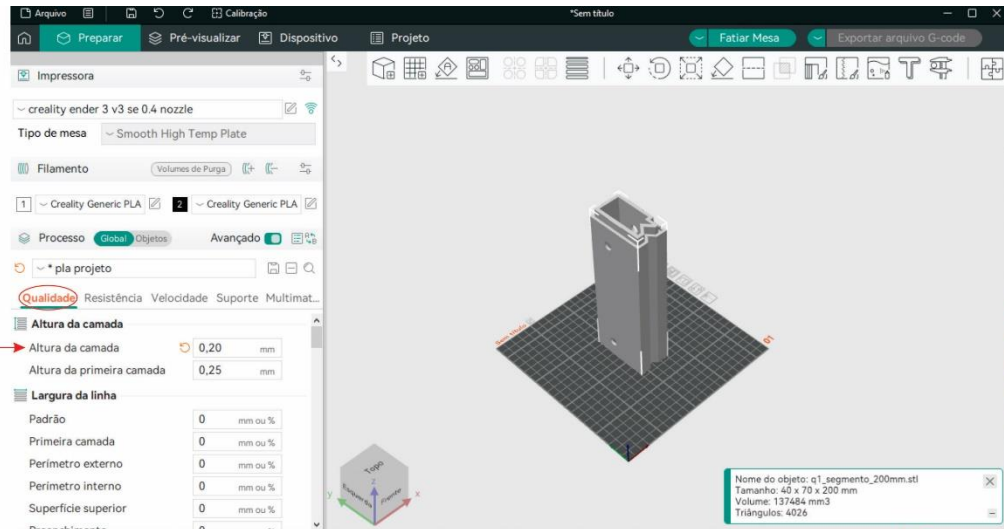 Arquivo
Calibração
*Sem título
Preparar
Pré-visualizar
Dispositivo
Projeto
Fatiar Mesa
Exportar arquivo G-code
Impressora
creality ender 3 v3 se 0.4 nozzle
Tipo de mesa Smooth High Temp Plate
Filamento Volumes de Purga
1 Creality Generic PLA 2 Creality Generic PLA
Processo Global Objetos Avançado
* pla projeto
Qualidade Resistência Velocidade Suporte Multimat...
Altura da camada
Altura da camada 0,20 mm
Altura da primeira camada 0,25 mm
Largura da linha
Padrão 0 mm ou %
Primeira camada 0 mm ou %
Perímetro externo 0 mm ou %
Perímetro interno 0 mm ou %
Superfície superior 0 mm ou %
Sem título
01
Topo
Esquerda
Frente
z
y
x
Nome do objeto: q1_segmento_200mm.stl
Tamanho: 40 x 70 x 200 mm
Volume: 137484 mm3
Triângulos: 4026